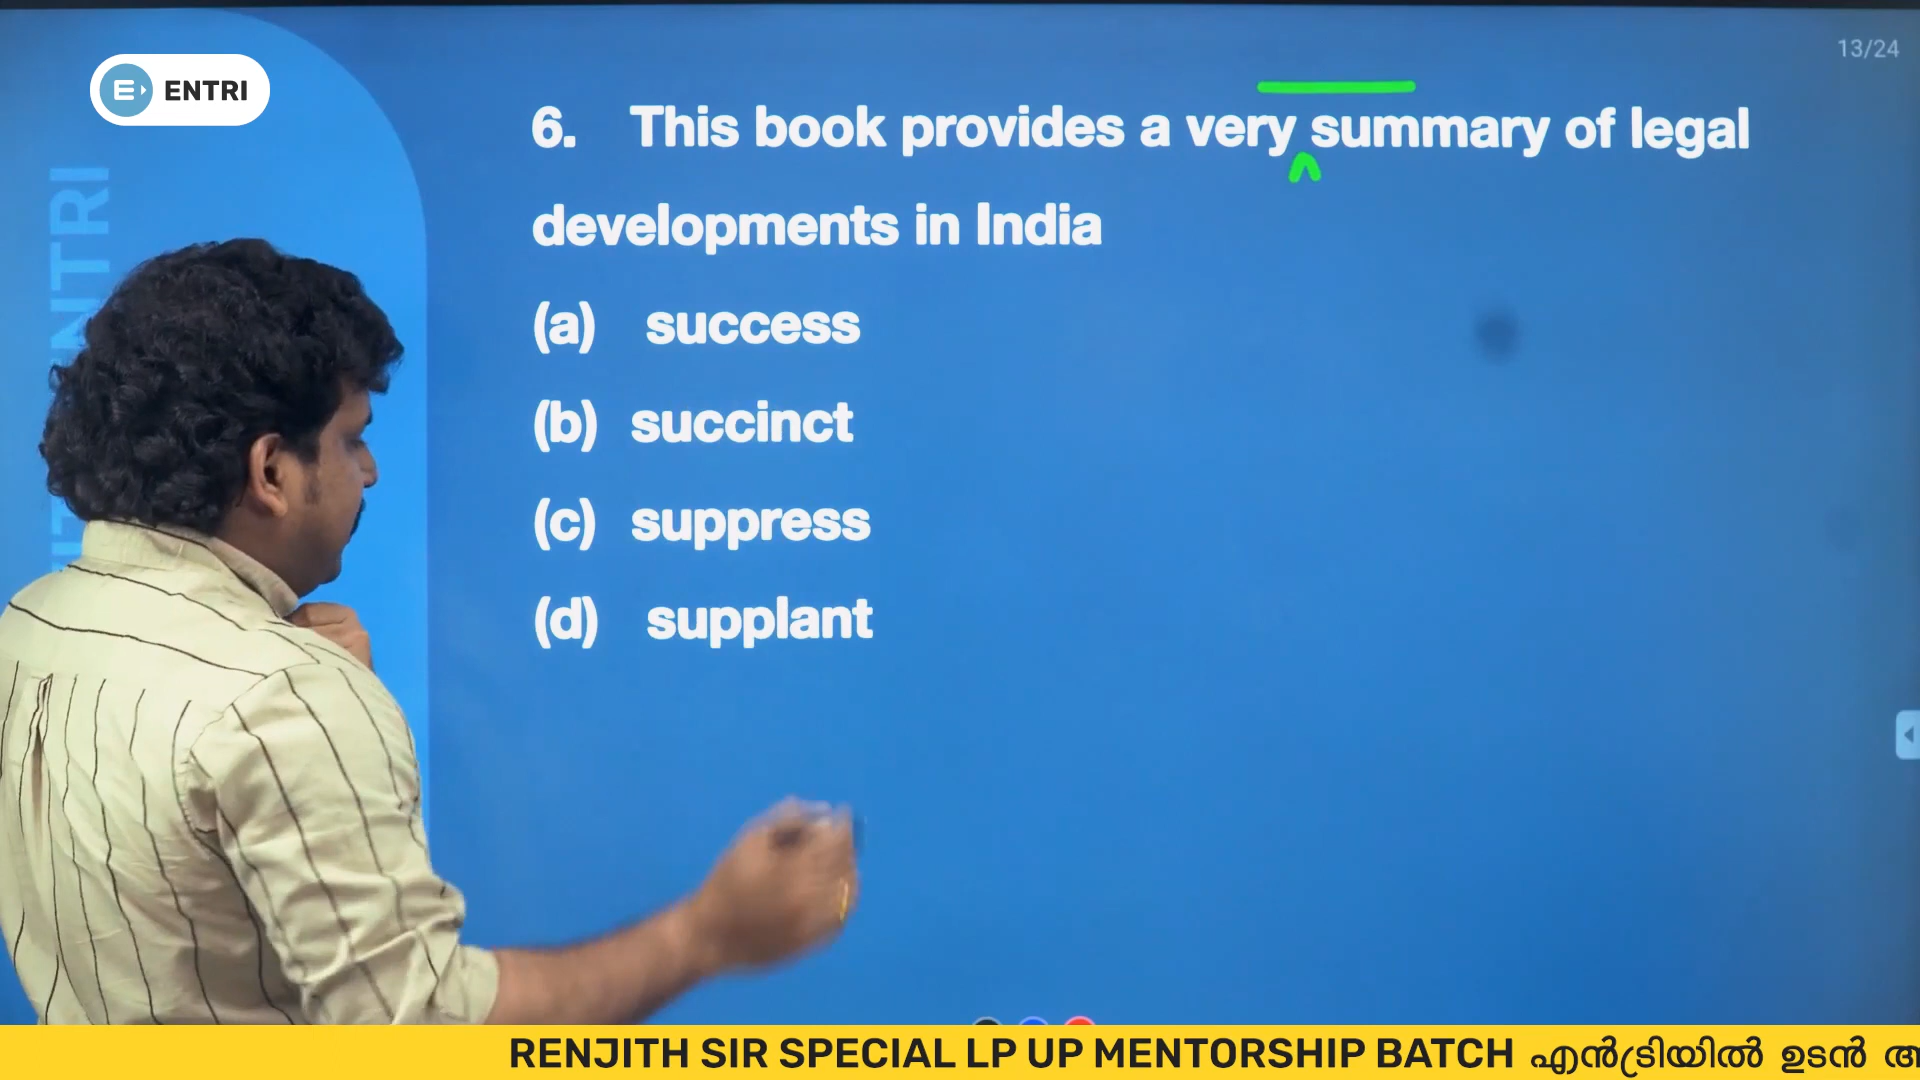 13/24
ENTRI
6. This book provides a very summary of legal
developments in India
(a) success
(b) succinct
(c) suppress
(d) supplant
ENTRI
RENJITH SIR SPECIAL LP UP MENTORSHIP BATCH എൻട്രിയിൽ ഉടൻ